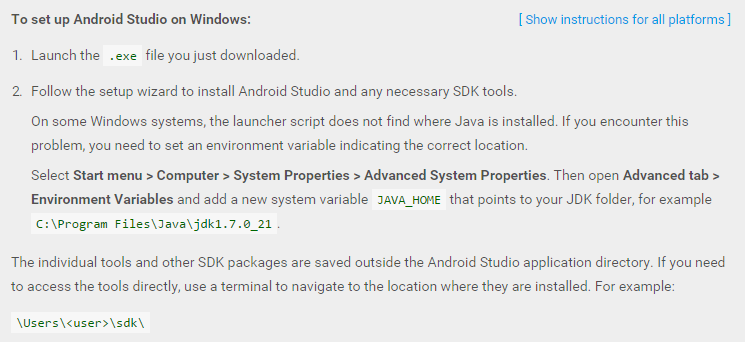 To set up Android Studio on Windows: [ Show instructions for all platforms ]
1. Launch the .exe file you just downloaded.
2. Follow the setup wizard to install Android Studio and any necessary SDK tools.
On some Windows systems, the launcher script does not find where Java is installed. If you encounter this
problem, you need to set an environment variable indicating the correct location.
Select Start menu > Computer > System Properties > Advanced System Properties. Then open Advanced tab >
Environment Variables and add a new system variable JAVA_HOME that points to your JDK folder, for example
C:\Program Files\Java\jdk1.7.0_21 .
The individual tools and other SDK packages are saved outside the Android Studio application directory. If you need
to access the tools directly, use a terminal to navigate to the location where they are installed. For example:
\Users\<user>\sdk\